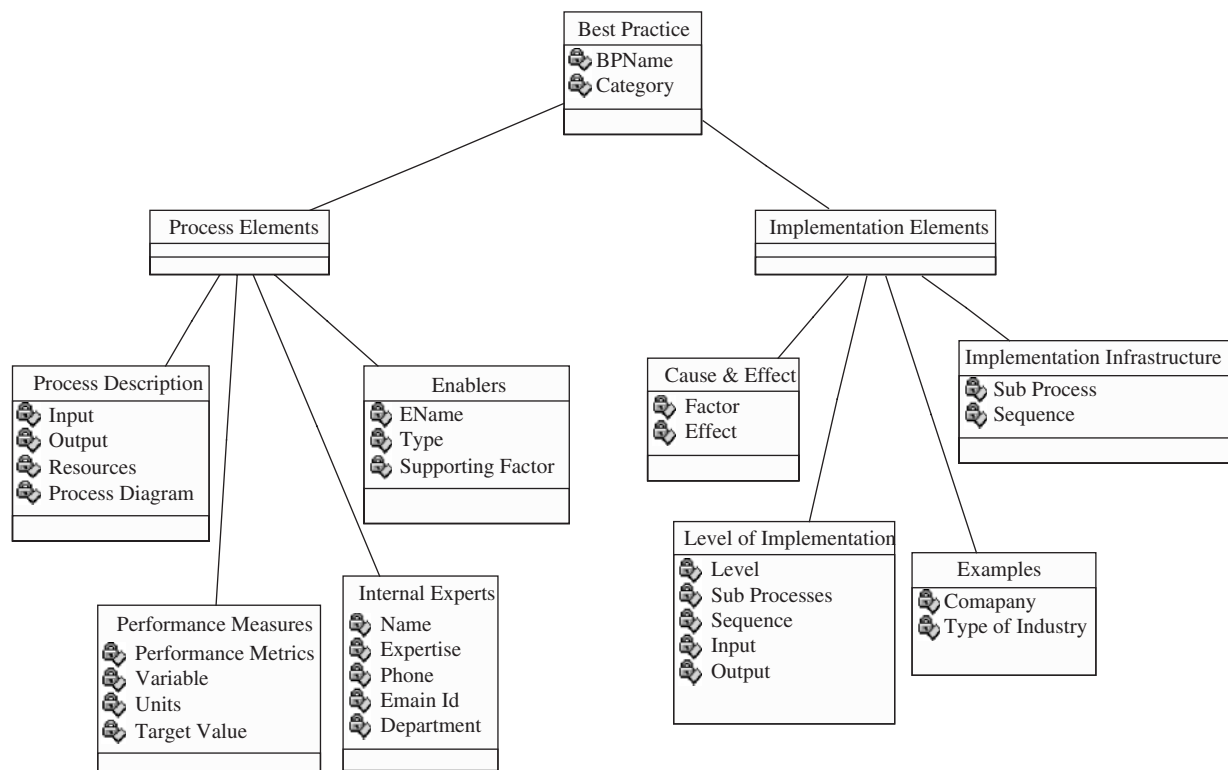 Best Practice
BPName
Category
Process Elements
Implementation Elements
Process Description
Input
Output
Resources
Process Diagram
Enablers
EName
Type
Supporting Factor
Cause & Effect
Factor
Effect
Implementation Infrastructure
Sub Process
Sequence
Performance Measures
Performance Metrics
Variable
Units
Target Value
Internal Experts
Name
Expertise
Phone
Emain Id
Department
Level of Implementation
Level
Sub Processes
Sequence
Input
Output
Examples
Comapany
Type of Industry